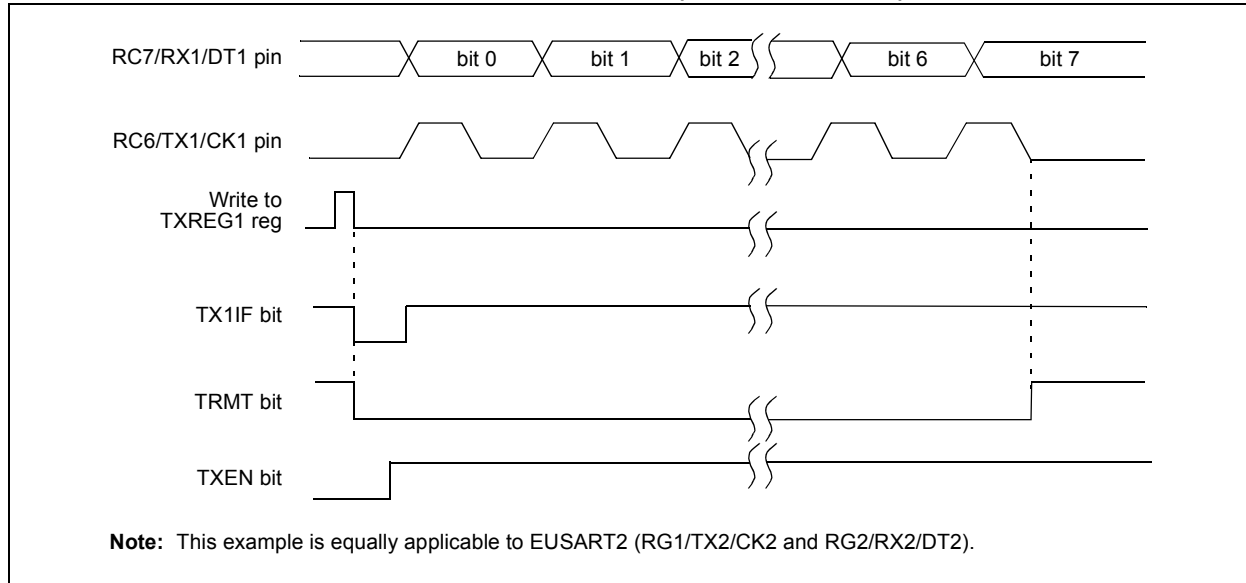 RC7/RX1/DT1 pin
bit 0 bit 1 bit 2 bit 6 bit 7
RC6/TX1/CK1 pin
Write to
TXREG1 reg
TX1IF bit
TRMT bit
TXEN bit
Note: This example is equally applicable to EUSART2 (RG1/TX2/CK2 and RG2/RX2/DT2).